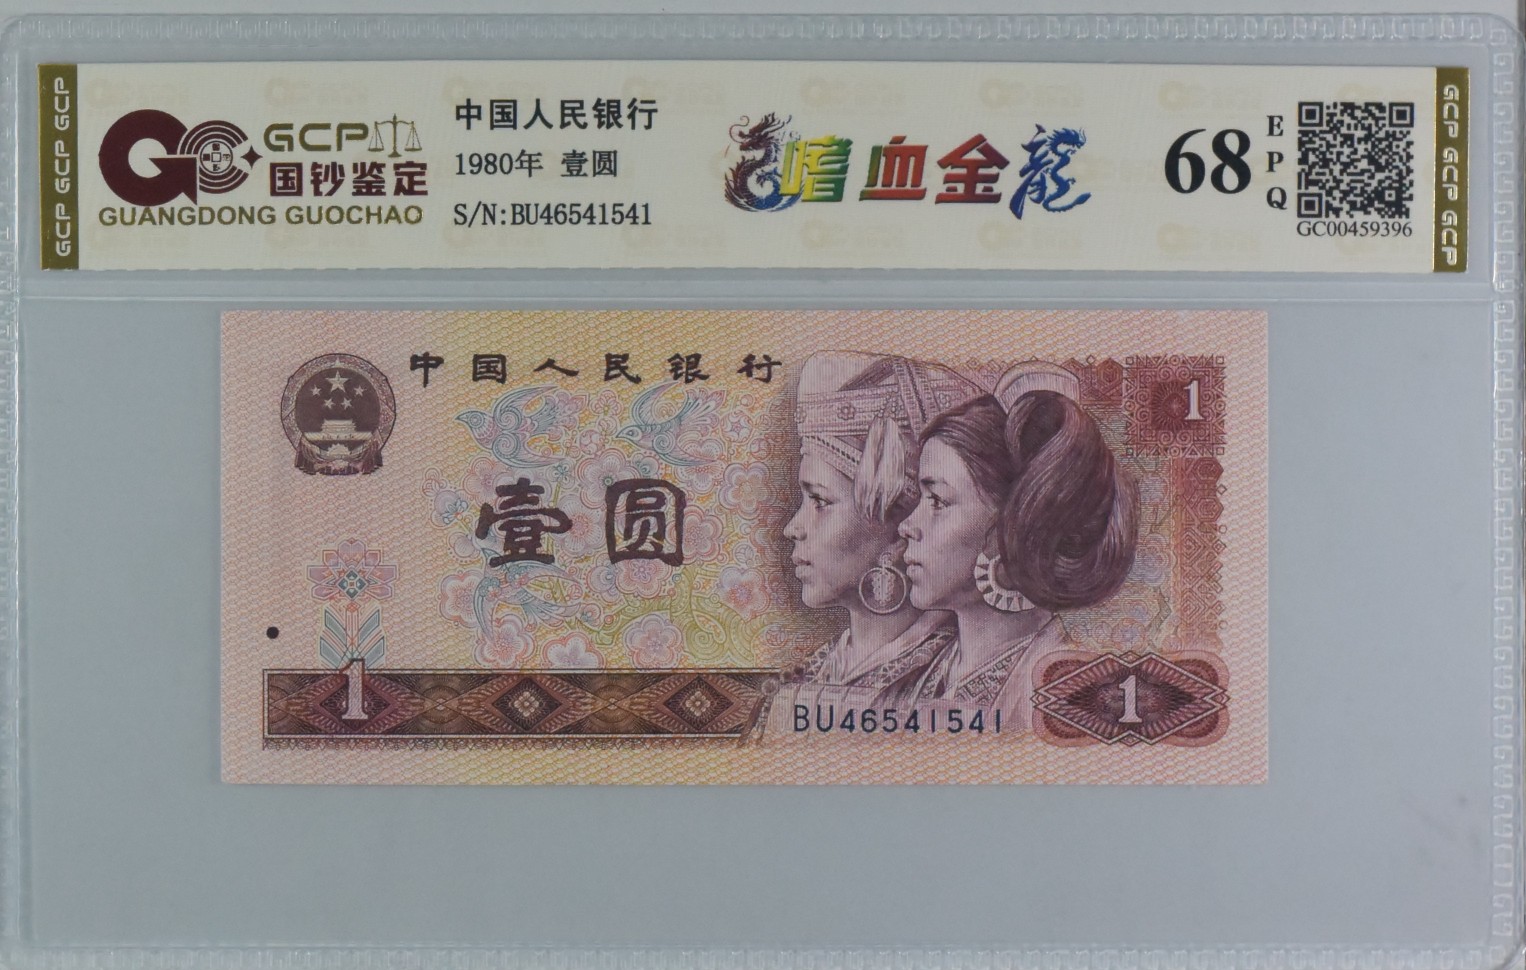 GCP GCP GCP
GCP
国钞鉴定
GUANGDONG GUOCHAO
中国人民银行
1980年 壹圆
S/N:BU46541541
嗜血金龍
68
EPQ
GC00459396
GCP GCP GCP
中国人民银行
1
壹圆
1
BU46541541
1